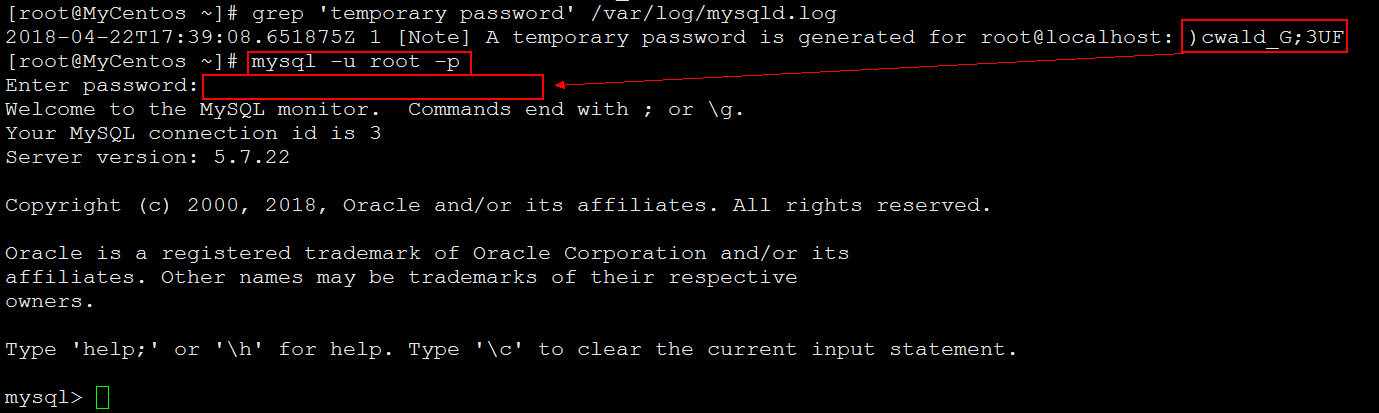 [root@MyCentos ~]# grep 'temporary password' /var/log/mysqld.log
2018-04-22T17:39:08.651875Z 1 [Note] A temporary password is generated for root@localhost: )cwald_G;3UF
[root@MyCentos ~]# mysql -u root -p
Enter password:
Welcome to the MySQL monitor.  Commands end with ; or \g.
Your MySQL connection id is 3
Server version: 5.7.22
Copyright (c) 2000, 2018, Oracle and/or its affiliates. All rights reserved.
Oracle is a registered trademark of Oracle Corporation and/or its
affiliates. Other names may be trademarks of their respective
owners.
Type 'help;' or '\h' for help. Type '\c' to clear the current input statement.
mysql>